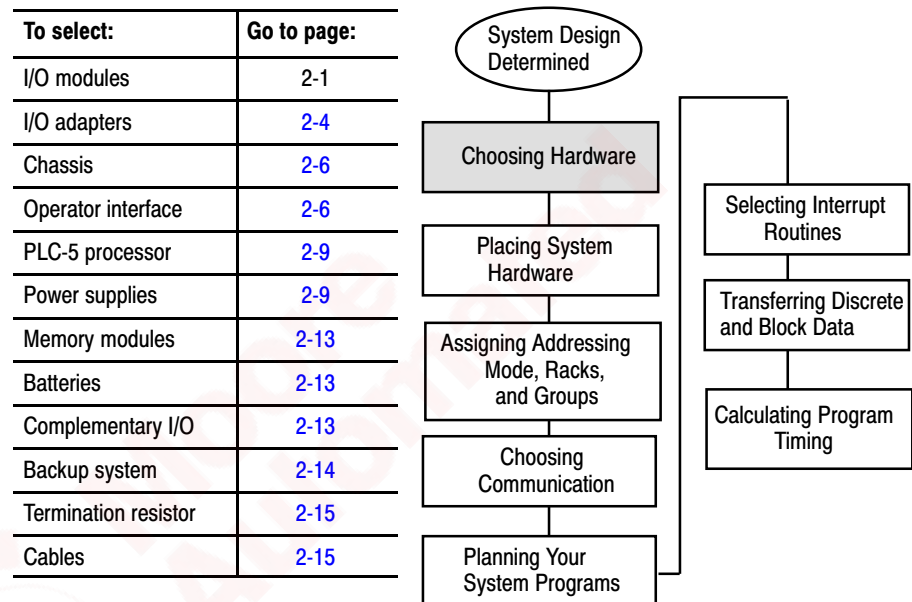 To select: Go to page:
I/O modules 2-1
I/O adapters 2-4
Chassis 2-6
Operator interface 2-6
PLC-5 processor 2-9
Power supplies 2-9
Memory modules 2-13
Batteries 2-13
Complementary I/O 2-13
Backup system 2-14
Termination resistor 2-15
Cables 2-15
System Design
Determined
Choosing Hardware
Placing System
Hardware
Assigning Addressing
Mode, Racks,
and Groups
Choosing
Communication
Planning Your
System Programs
Selecting Interrupt
Routines
Transferring Discrete
and Block Data
Calculating Program
Timing
Moore
Automated